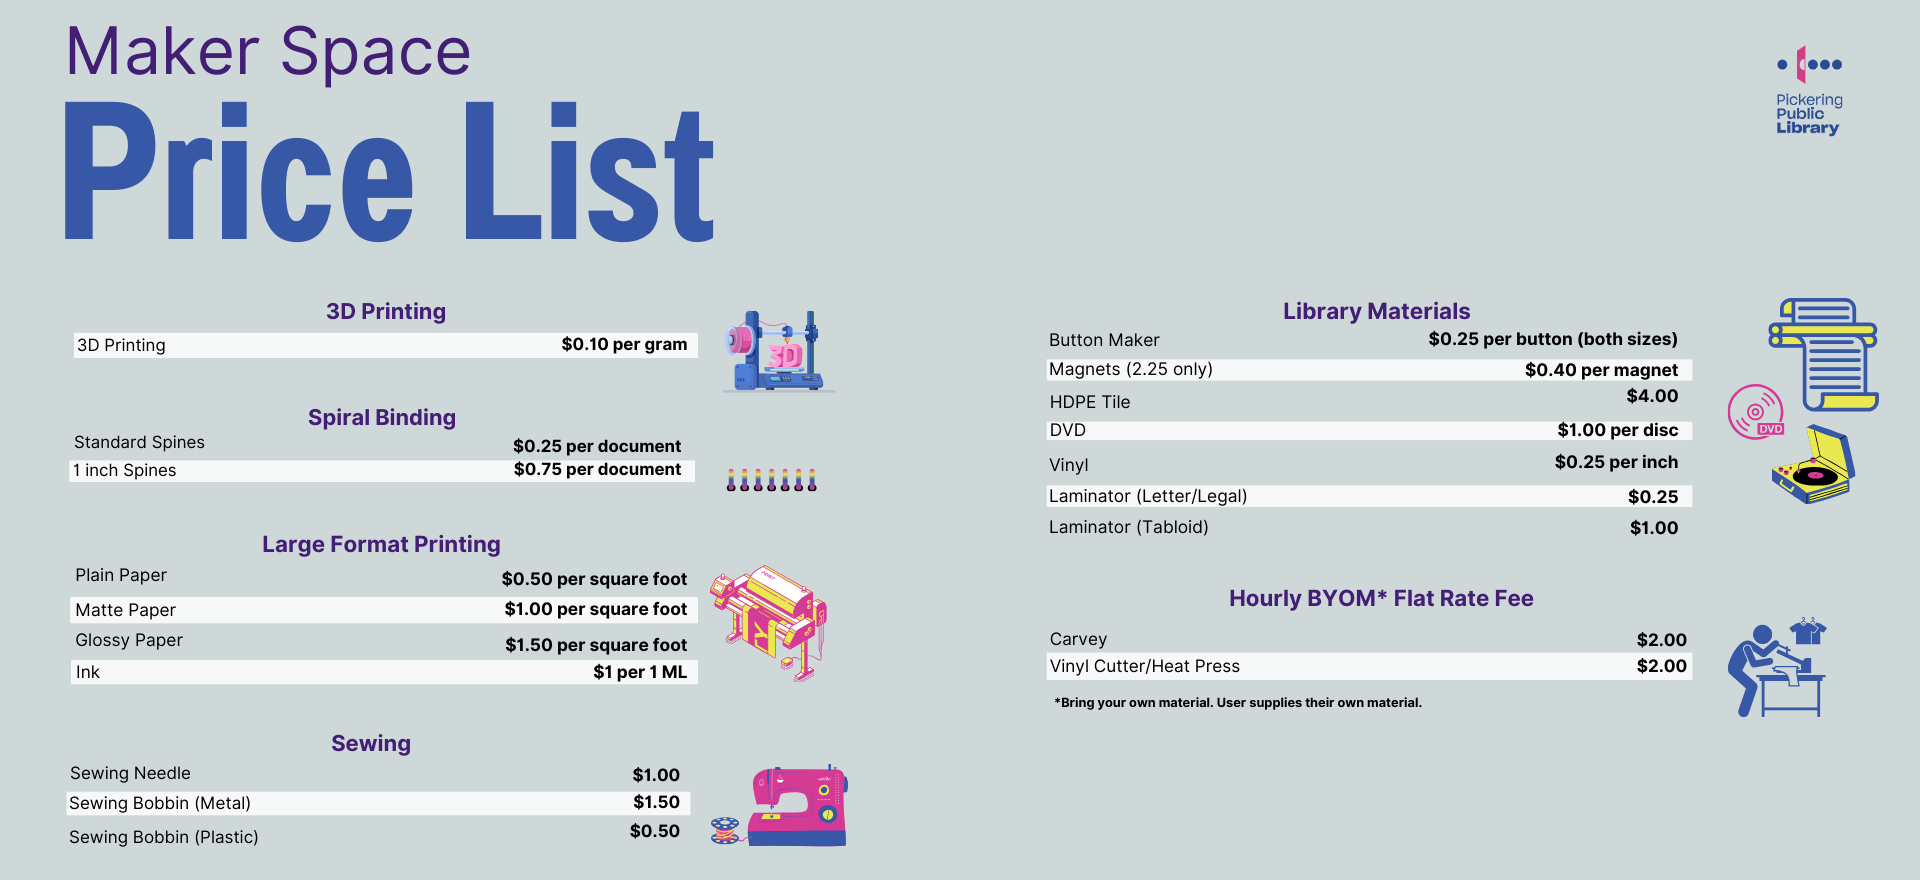 Maker Space
Price List
Pickering
Public
Library
3D Printing
3D Printing $0.10 per gram
3D
Spiral Binding
Standard Spines $0.25 per document
1 inch Spines $0.75 per document
Large Format Printing
Plain Paper $0.50 per square foot
Matte Paper $1.00 per square foot
Glossy Paper $1.50 per square foot
Ink $1 per 1 ML
Sewing
Sewing Needle $1.00
Sewing Bobbin (Metal) $1.50
Sewing Bobbin (Plastic) $0.50
Library Materials
Button Maker $0.25 per button (both sizes)
Magnets (2.25 only) $0.40 per magnet
HDPE Tile $4.00
DVD $1.00 per disc
DVD
Vinyl $0.25 per inch
Laminator (Letter/Legal) $0.25
Laminator (Tabloid) $1.00
Hourly BYOM* Flat Rate Fee
Carvey $2.00
Vinyl Cutter/Heat Press $2.00
*Bring your own material. User supplies their own material.